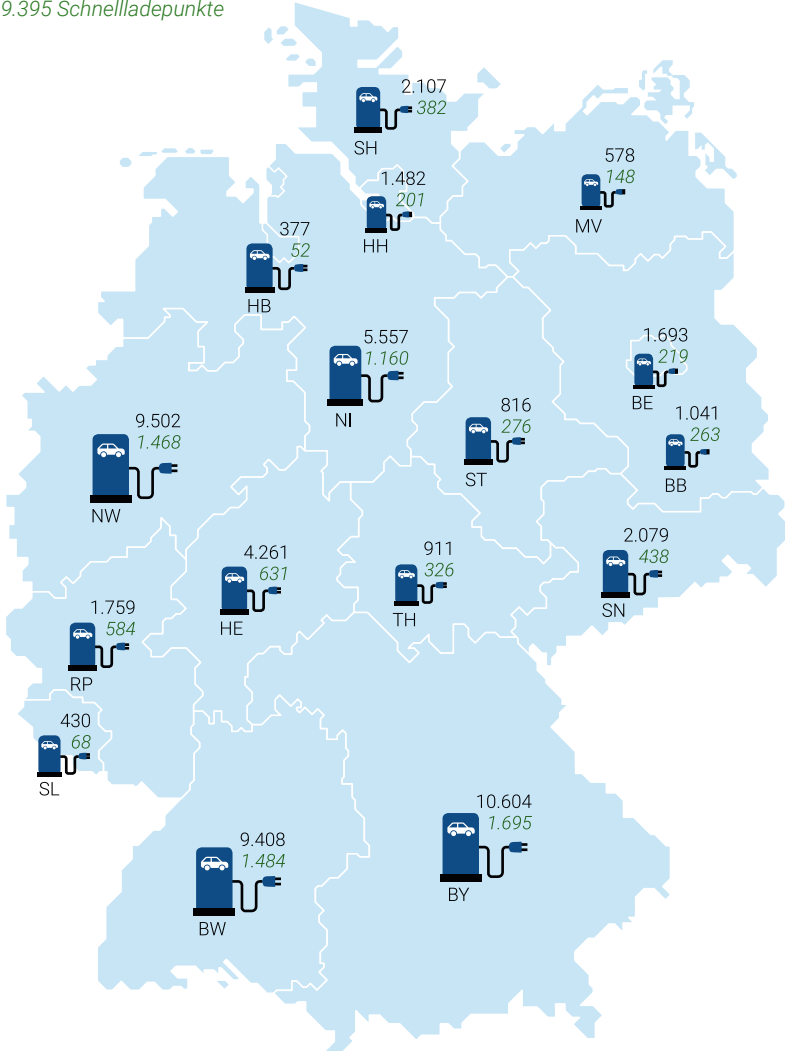 9.395 Schnellladepunkte
2.107
382
SH
578
148
MV
1.482
201
HH
377
52
HB
5.557
1.160
NI
1.693
219
BE
816
276
ST
1.041
263
BB
9.502
1.468
NW
4.261
631
HE
911
326
TH
2.079
438
SN
1.759
584
RP
430
68
SL
10.604
1.695
BY
9.408
1.484
BW